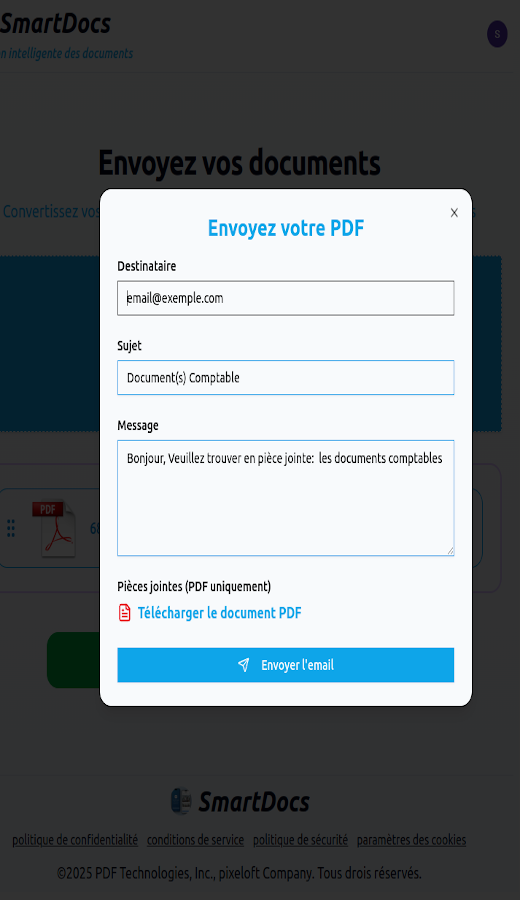 SmartDocs
n intelligente des documents
S
Envoyez vos documents
Convertissez vos
X
Envoyez votre PDF
Destinataire
email@exemple.com
Sujet
Document(s) Comptable
Message
Bonjour, Veuillez trouver en pièce jointe: les documents comptables
PDF
Pièces jointes (PDF uniquement)
Télécharger le document PDF
Envoyer l'email
SmartDocs
politique de confidentialité conditions de service politique de sécurité paramètres des cookies
©2025 PDF Technologies, Inc., pixeloft Company. Tous drois réservés.